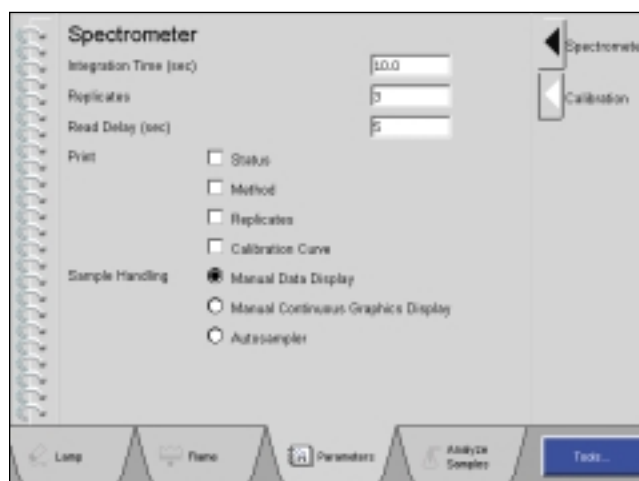 Spectrometer
Integration Time (sec) 10.0
Replicates 3
Read Delay (sec) 5
Print
Status
Method
Replicates
Calibration Curve
Sample Handling
Manual Data Display
Manual Continuous Graphics Display
Autosampler
Spectromete
Calibration
Lamp
Flame
Parameters
Analyze
Samples
Tools...